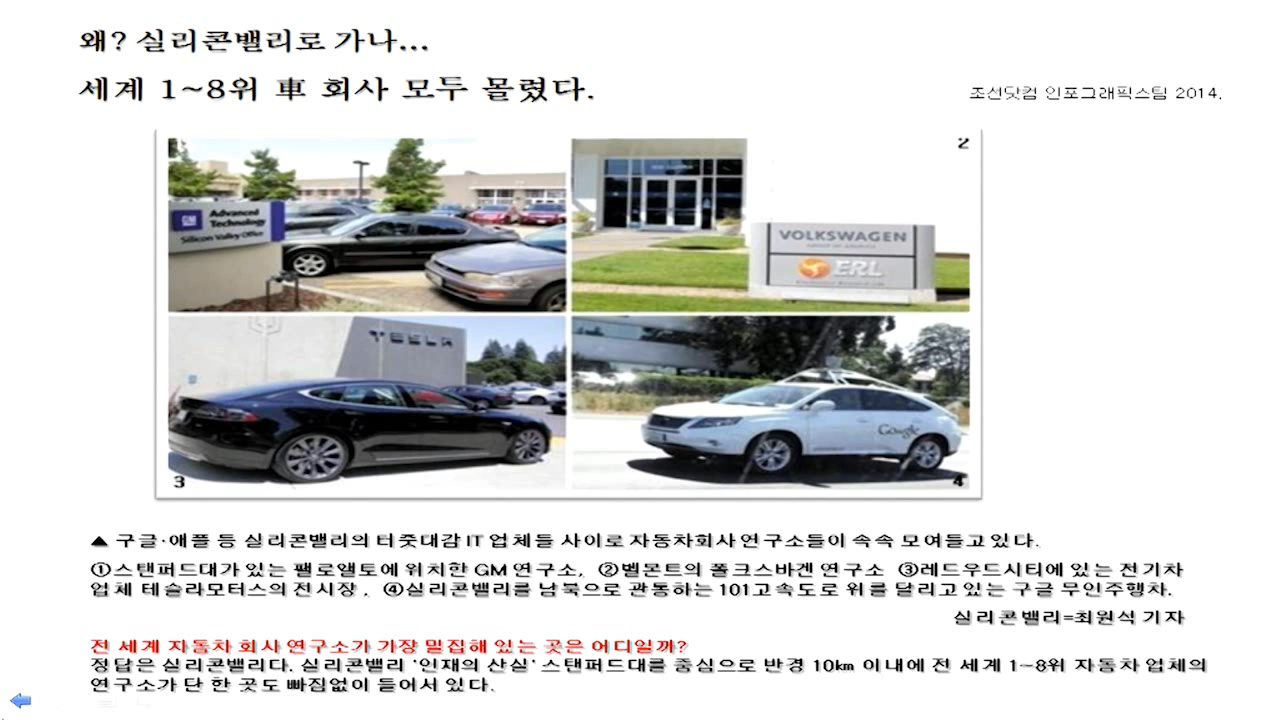 왜? 실리콘밸리로 가나...
세계 1~8위 車 회사 모두 몰렸다.
조선닷컴 인포그래픽스팀 2014.
2
GM Advanced Technology
Silicon Valley Office
VOLKSWAGEN
GROUP OF AMERICA
ERL
TESLA
Google
3
4
▲ 구글·애플 등 실리콘밸리의 터줏대감 IT 업체들 사이로 자동차회사 연구소들이 속속 모여들고 있다.
①스탠퍼드대가 있는 팰로앨토에 위치한 GM 연구소, ②벨몬트의 폴크스바겐 연구소 ③레드우드시티에 있는 전기차
업체 테슬라모터스의 전시장 , ④실리콘밸리를 남북으로 관통하는 101고속도로 위를 달리고 있는 구글 무인주행차.
실리콘밸리=최원석 기자
전 세계 자동차 회사 연구소가 가장 밀집해 있는 곳은 어디일까?
정답은 실리콘밸리다. 실리콘밸리 '인재의 산실' 스탠퍼드대를 중심으로 반경 10㎞ 이내에 전 세계 1~8위 자동차 업체의
연구소가 단 한 곳도 빠짐없이 들어서 있다.